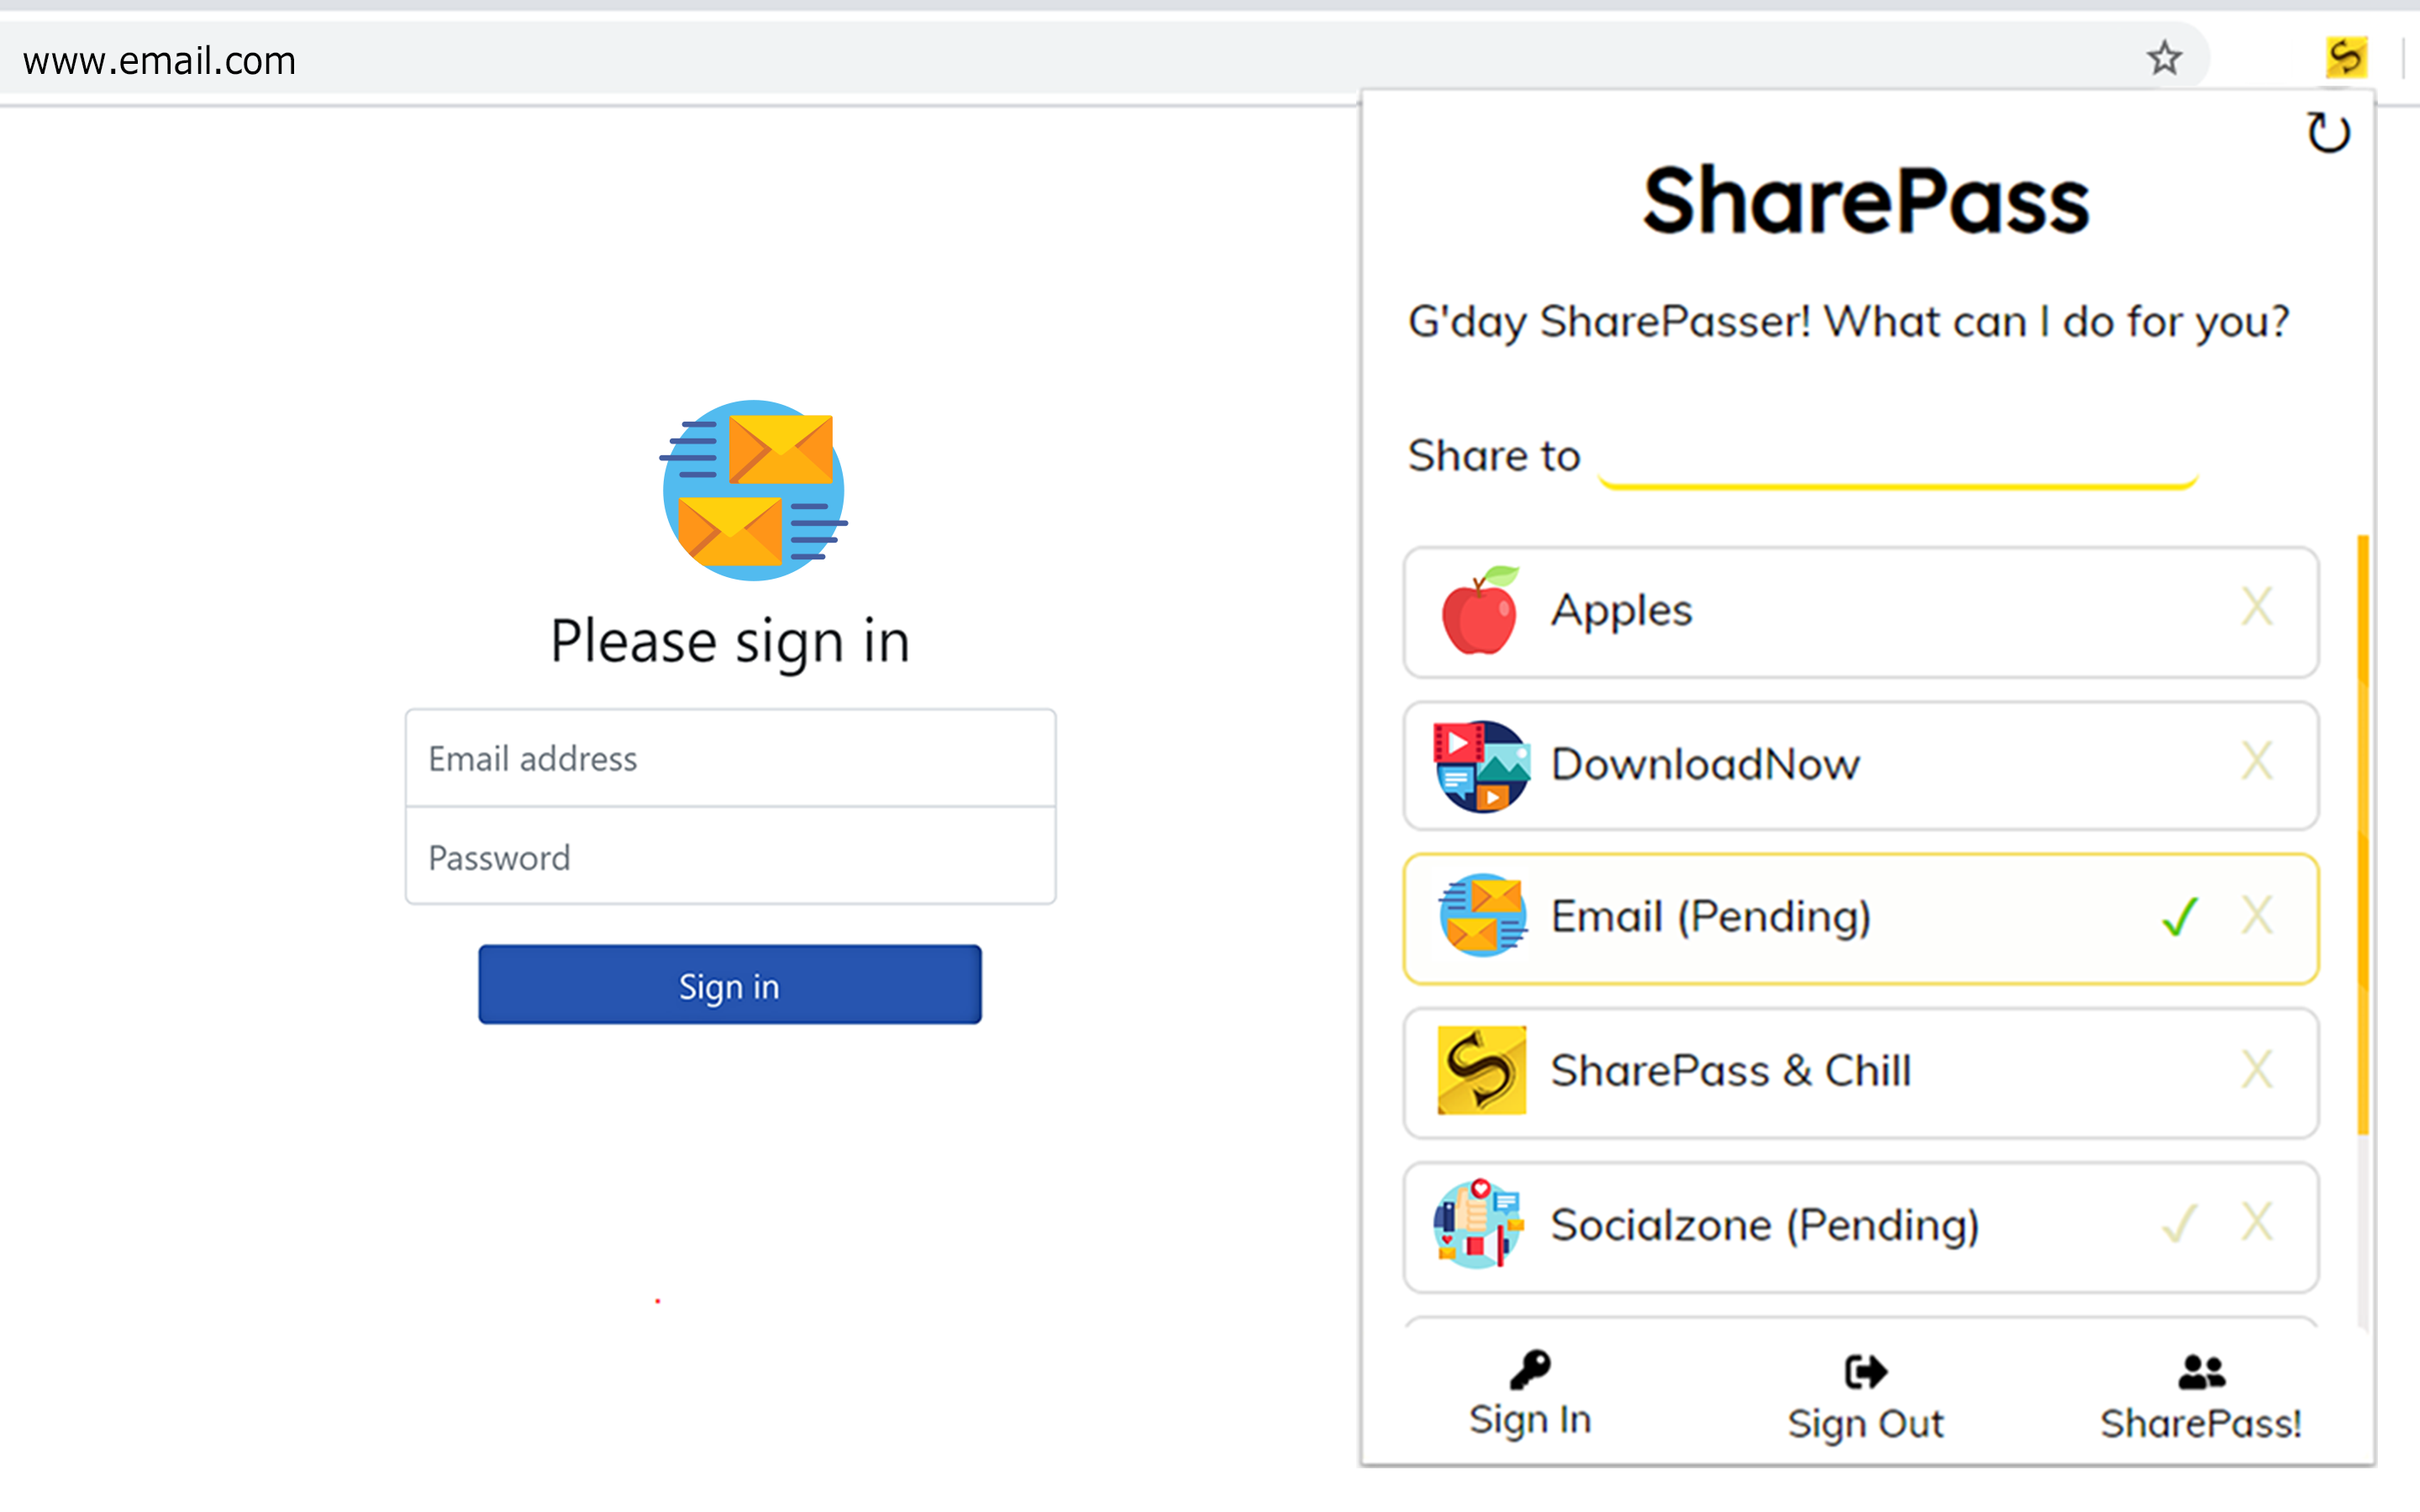 www.email.com
Please sign in
Email address
Password
Sign in
SharePass
G'day SharePasser! What can I do for you?
Share to
Apples X
DownloadNow X
Email (Pending) ✓ X
SharePass & Chill X
Socialzone (Pending) ✓ X
Sign In
Sign Out
SharePass!